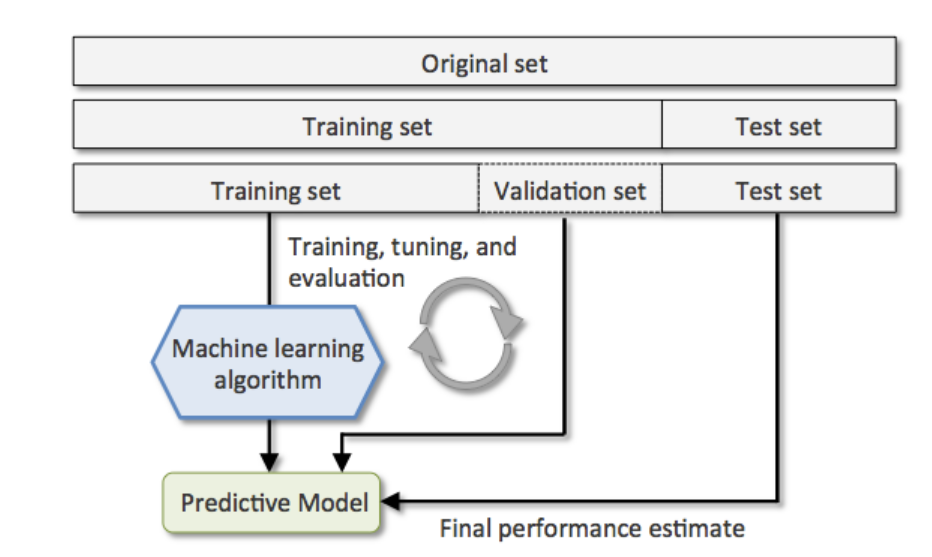 Original set
Training set
Test set
Training set
Validation set
Test set
Training, tuning, and
evaluation
Machine learning
algorithm
Predictive Model
Final performance estimate